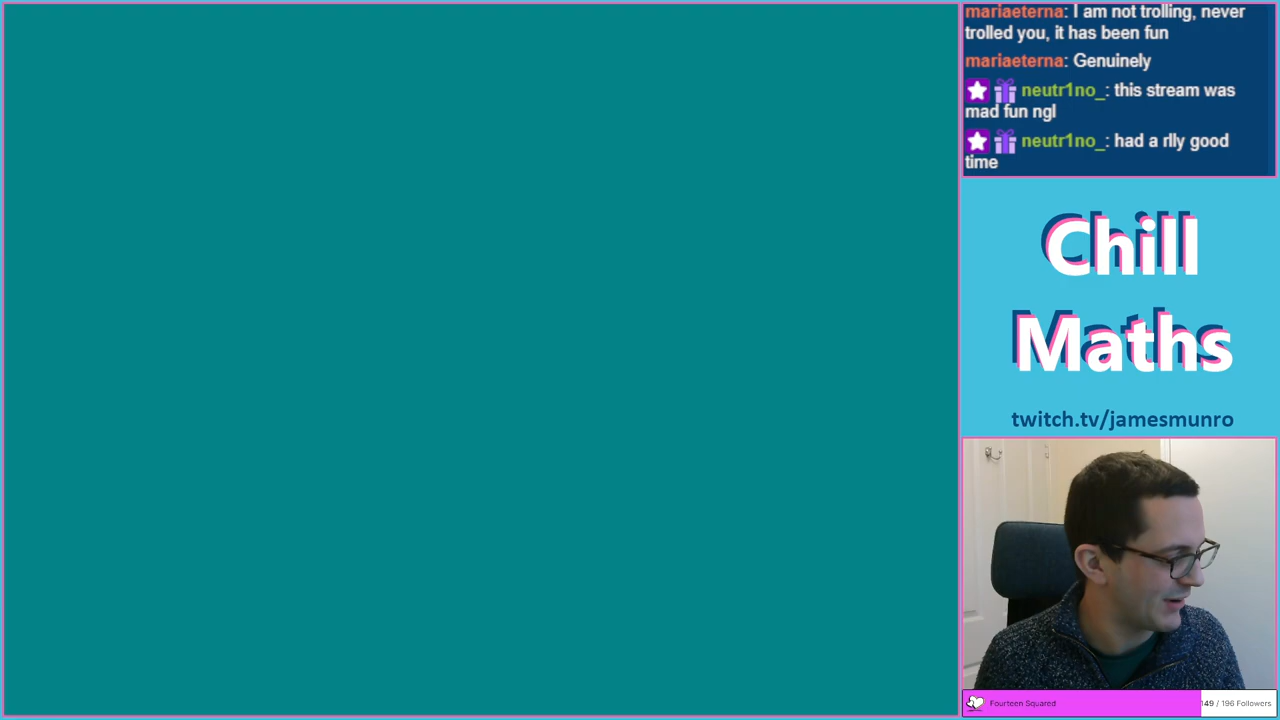 mariaeterna: I am not trolling, never
trolled you, it has been fun
mariaeterna: Genuinely
neutr1no_: this stream was
mad fun ngl
neutr1no_: had a rlly good
time
Chill
Maths
twitch.tv/jamesmunro
Fourteen Squared
149 / 196 Followers